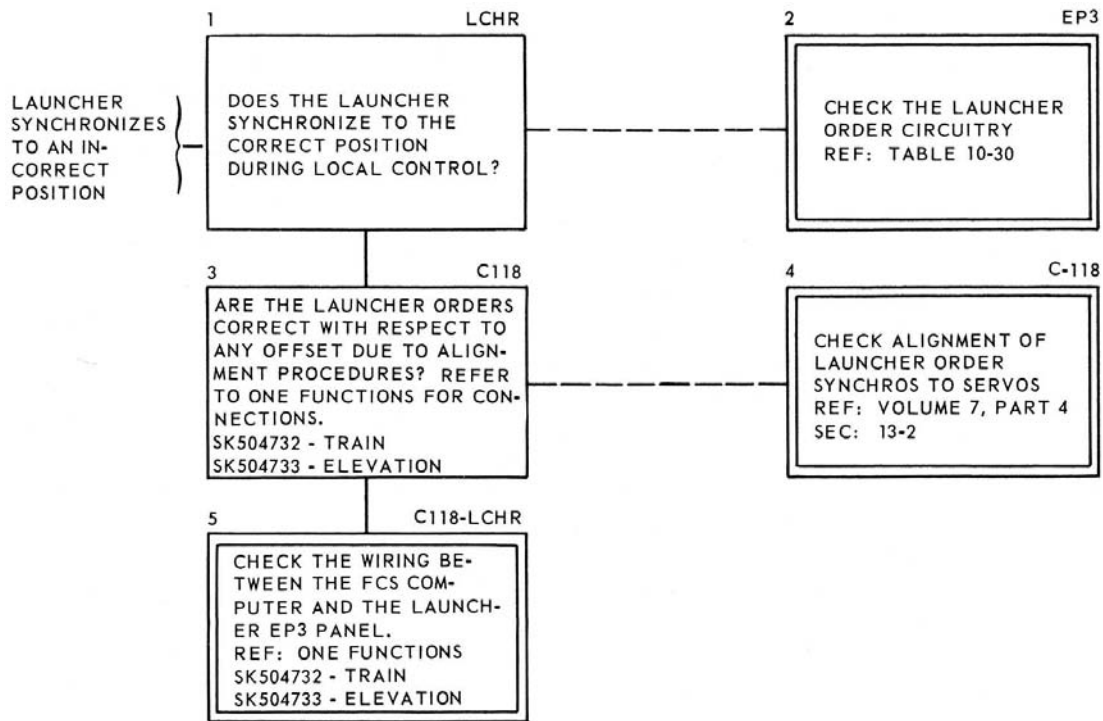 1 LCHR
LAUNCHER
SYNCHRONIZES
TO AN IN-
CORRECT
POSITION
DOES THE LAUNCHER
SYNCHRONIZE TO THE
CORRECT POSITION
DURING LOCAL CONTROL?
2 EP3
CHECK THE LAUNCHER
ORDER CIRCUITRY
REF: TABLE 10-30
3 C118
ARE THE LAUNCHER ORDERS
CORRECT WITH RESPECT TO
ANY OFFSET DUE TO ALIGN-
MENT PROCEDURES? REFER
TO ONE FUNCTIONS FOR CON-
NECTIONS.
SK504732 - TRAIN
SK504733 - ELEVATION
4 C-118
CHECK ALIGNMENT OF
LAUNCHER ORDER
SYNCHROS TO SERVOS
REF: VOLUME 7, PART 4
SEC: 13-2
5 C118-LCHR
CHECK THE WIRING BE-
TWEEN THE FCS COM-
PUTER AND THE LAUNCH-
ER EP3 PANEL.
REF: ONE FUNCTIONS
SK504732 - TRAIN
SK504733 - ELEVATION